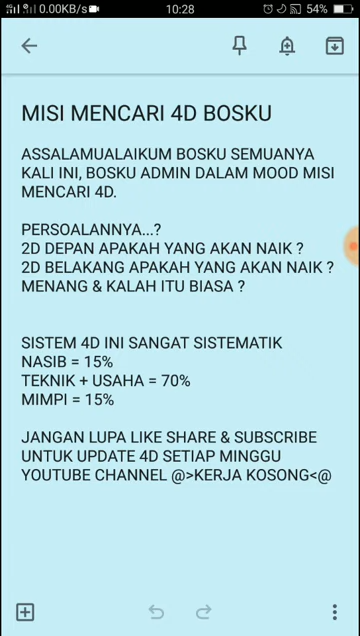 0.00KB/s
10:28
54%
MISI MENCARI 4D BOSKU
ASSALAMUALAIKUM BOSKU SEMUANYA
KALI INI, BOSKU ADMIN DALAM MOOD MISI
MENCARI 4D.
PERSOALANNYA...?
2D DEPAN APAKAH YANG AKAN NAIK ?
2D BELAKANG APAKAH YANG AKAN NAIK ?
MENANG & KALAH ITU BIASA ?
SISTEM 4D INI SANGAT SISTEMATIK
NASIB = 15%
TEKNIK + USAHA = 70%
MIMPI = 15%
JANGAN LUPA LIKE SHARE & SUBSCRIBE
UNTUK UPDATE 4D SETIAP MINGGU
YOUTUBE CHANNEL @>KERJA KOSONG<@